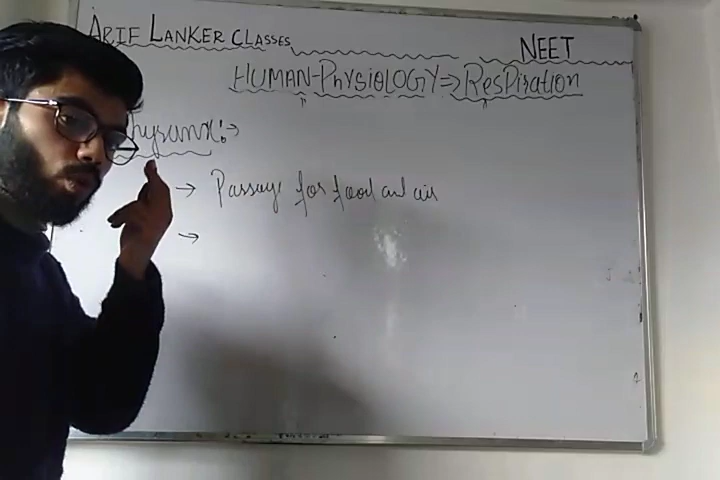 ARIF LANKER CLASSES
NEET
HUMAN-PHYSIOLOGY⇒RESPIRATION
→ Passage for food and air
→